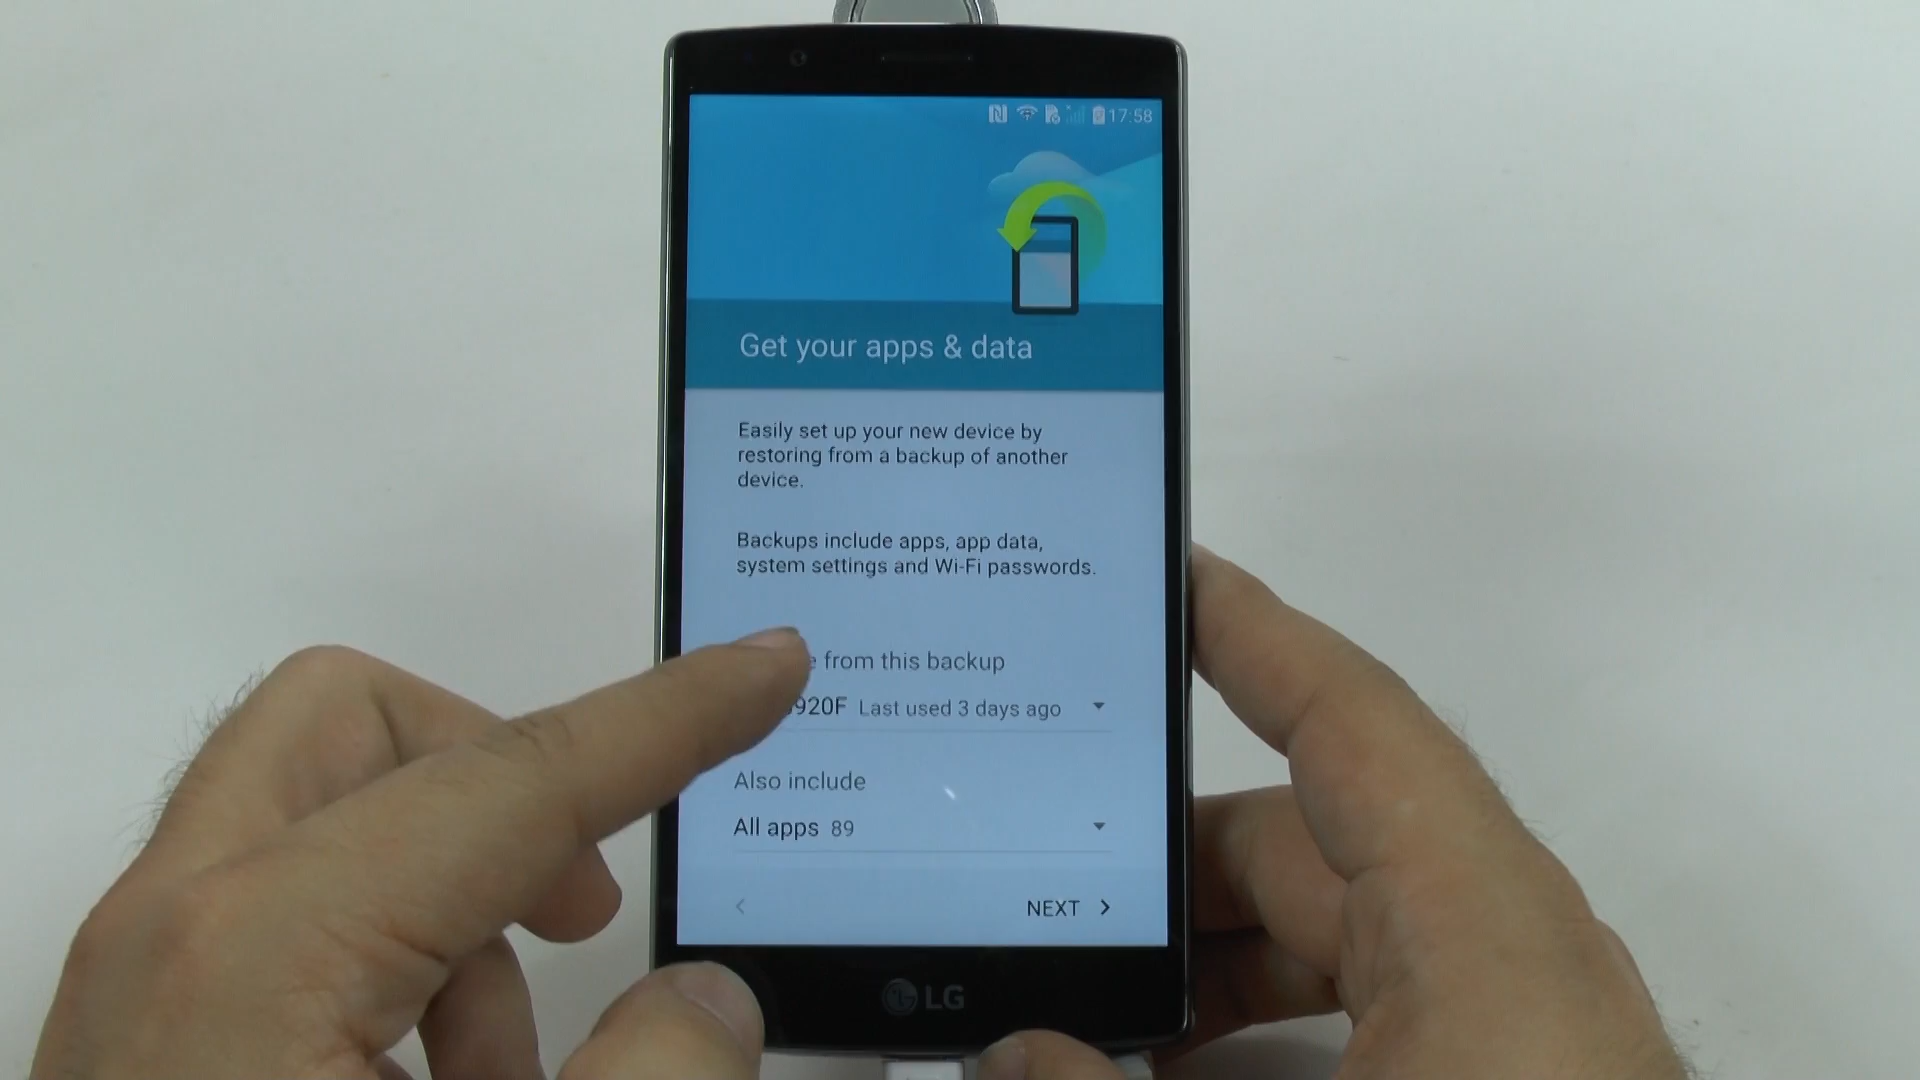 17:58
Get your apps & data
Easily set up your new device by
restoring from a backup of another
device.
Backups include apps, app data,
system settings and Wi-Fi passwords.
from this backup
Last used 3 days ago
Also include
All apps 89
NEXT
LG